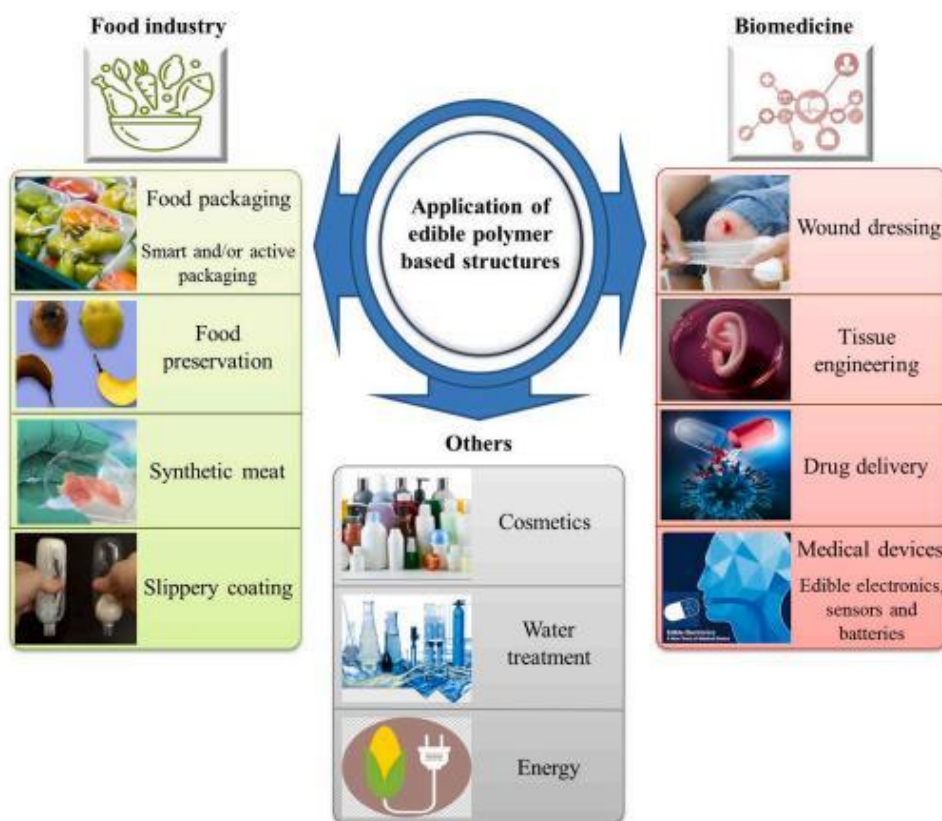 Food industry
Biomedicine
Application of
edible polymer
based structures
Food packaging
Smart and/or active
packaging
Food
preservation
Synthetic meat
Slippery coating
Wound dressing
Tissue
engineering
Drug delivery
Medical devices
Edible electronics,
sensors and
batteries
Edible Electronics
Others
Cosmetics
Water
treatment
Energy